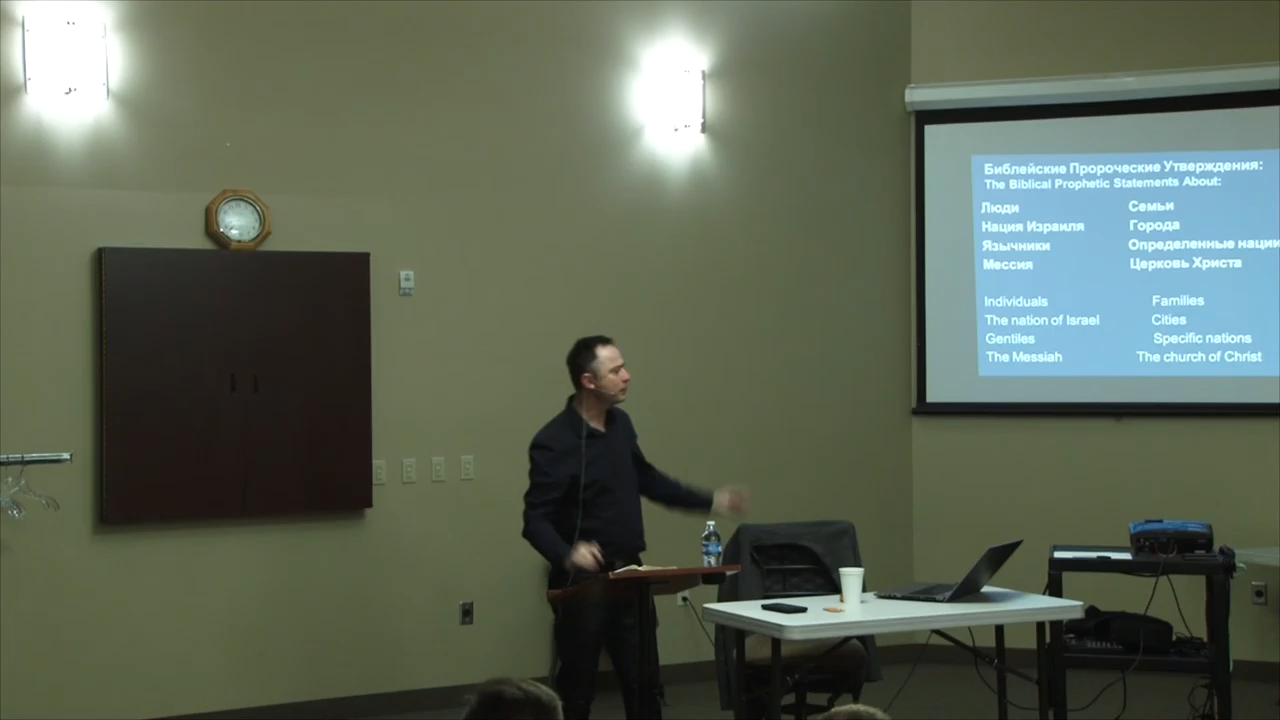 Библейские Пророческие Утверждения:
The Biblical Prophetic Statements About:
Люди Семьи
Нация Израиля Города
Язычники Определенные нации
Мессия Церковь Христа
Individuals Families
The nation of Israel Cities
Gentiles Specific nations
The Messiah The church of Christ